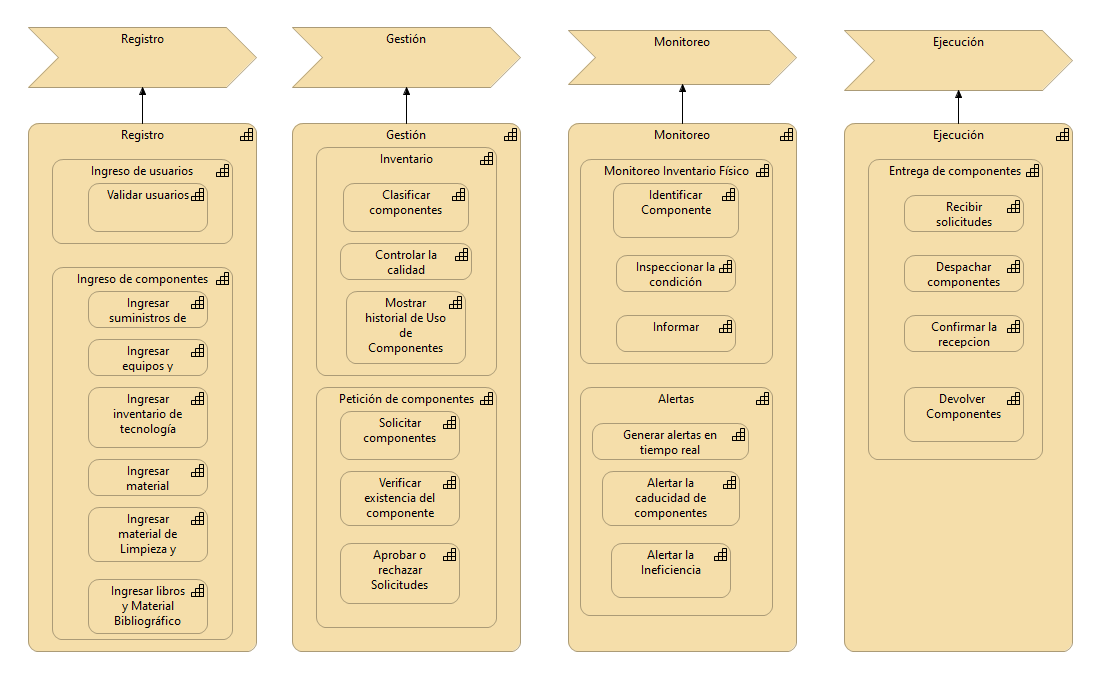 Registro
Gestión
Monitoreo
Ejecución
Registro
Ingreso de usuarios
Validar usuarios
Ingreso de componentes
Ingresar
suministros de
Ingresar
equipos y
Ingresar
inventario de
tecnología
Ingresar
material
Ingresar
material de
Limpieza y
Ingresar libros
y Material
Bibliográfico
Gestión
Inventario
Clasificar
componentes
Controlar la
calidad
Mostrar
historial de Uso
de
Componentes
Petición de componentes
Solicitar
componentes
Verificar
existencia del
componente
Aprobar o
rechazar
Solicitudes
Monitoreo
Monitoreo Inventario Físico
Identificar
Componente
Inspeccionar la
condición
Informar
Alertas
Generar alertas en
tiempo real
Alertar la
caducidad de
componentes
Alertar la
Ineficiencia
Ejecución
Entrega de componentes
Recibir
solicitudes
Despachar
componentes
Confirmar la
recepcion
Devolver
Componentes